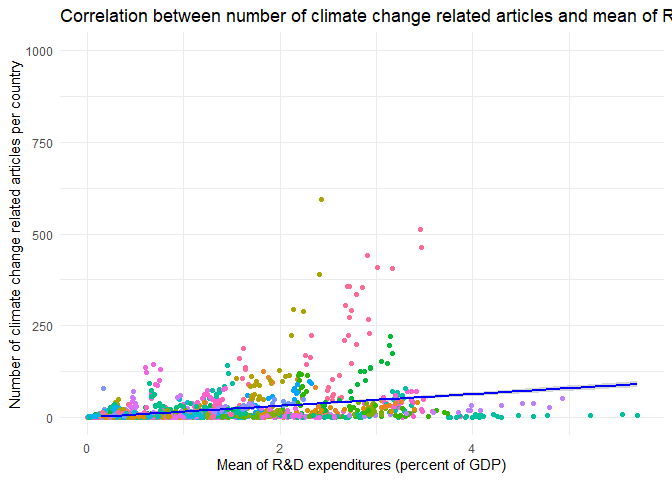 Correlation between number of climate change related articles and mean of R
1000
750
500
250
0
0 2 4
Number of climate change related articles per country
Mean of R&D expenditures (percent of GDP)